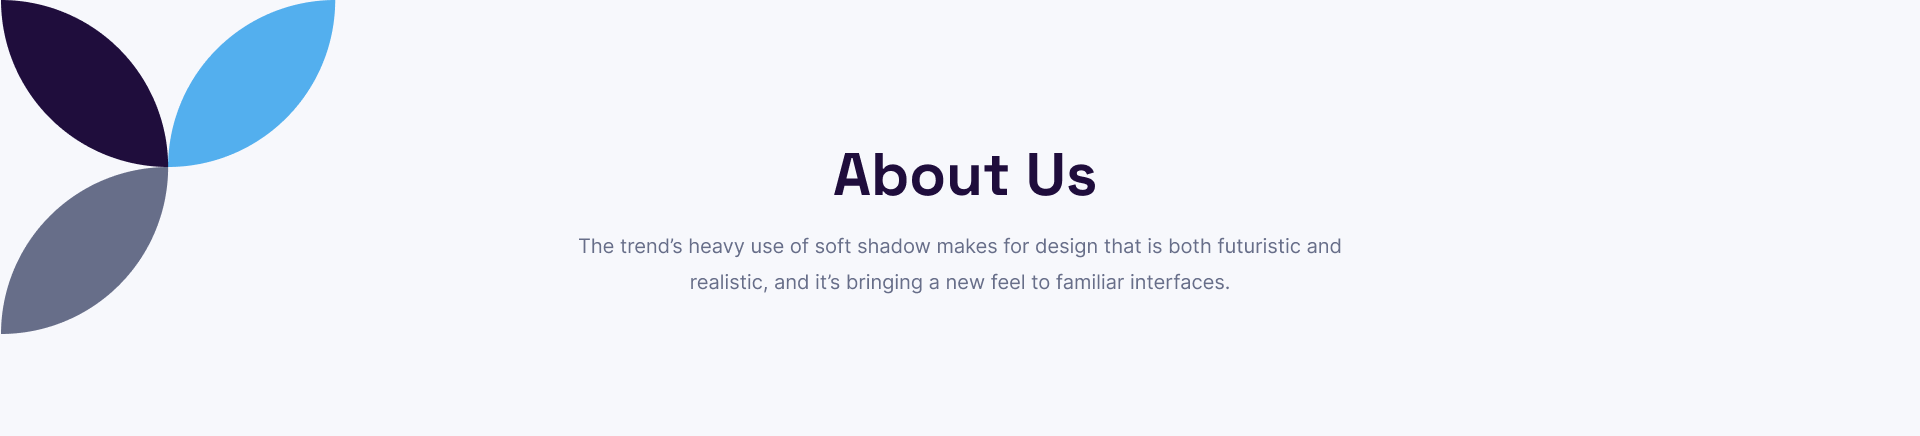 About Us
The trend’s heavy use of soft shadow makes for design that is both futuristic and
realistic, and it’s bringing a new feel to familiar interfaces.